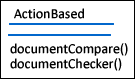 ActionBased
documentCompare()
documentChecker()